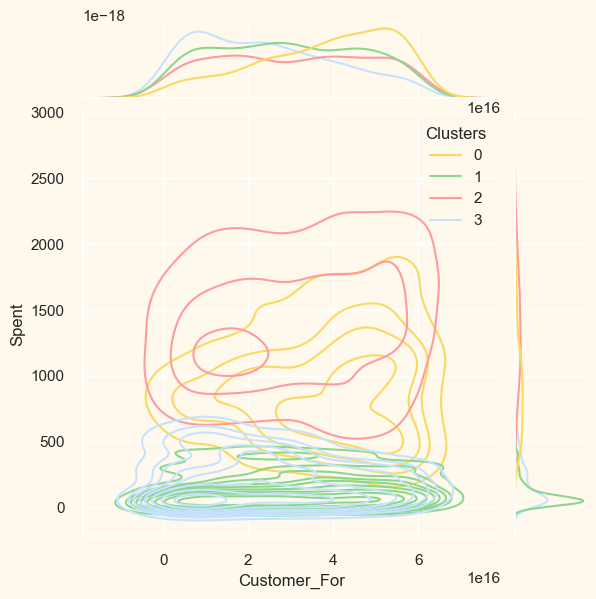 1e−18
1e16
3000
2500
2000
1500
1000
500
0
Spent
Clusters
0
1
2
3
0 2 4 6
Customer_For
1e16